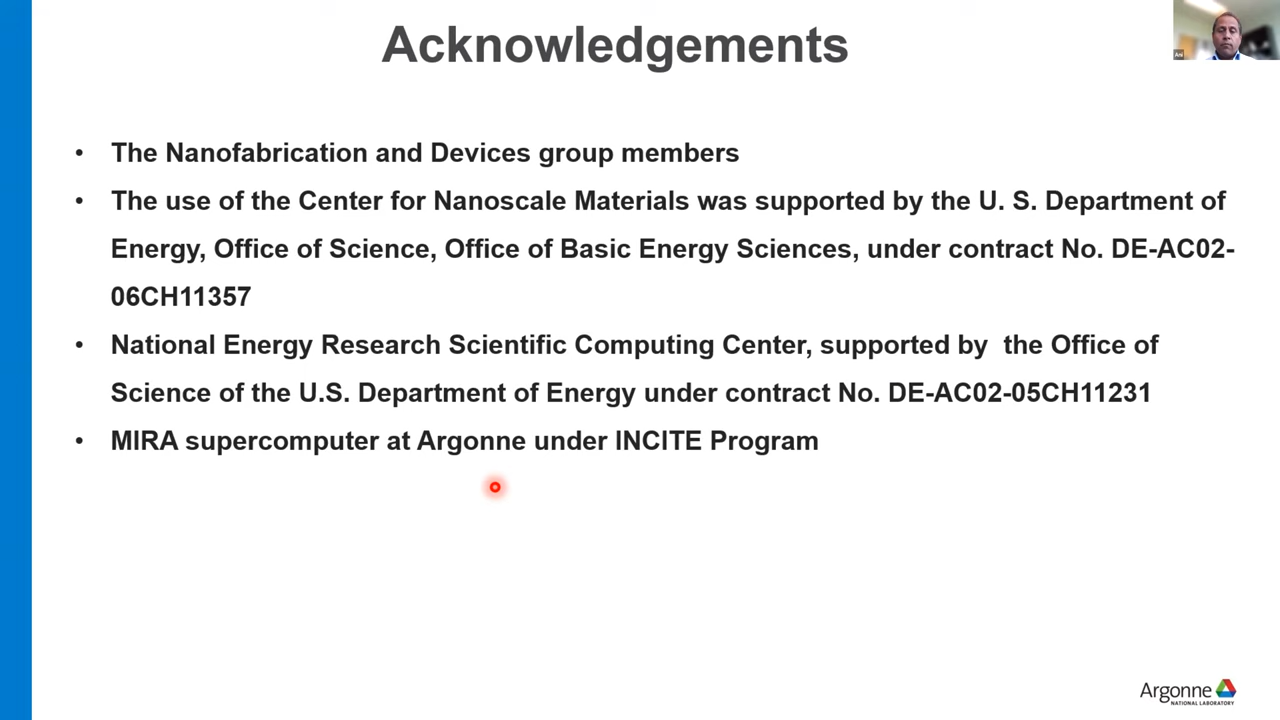 Acknowledgements
Ani
• The Nanofabrication and Devices group members
• The use of the Center for Nanoscale Materials was supported by the U. S. Department of
Energy, Office of Science, Office of Basic Energy Sciences, under contract No. DE-AC02-
06CH11357
• National Energy Research Scientific Computing Center, supported by  the Office of
Science of the U.S. Department of Energy under contract No. DE-AC02-05CH11231
• MIRA supercomputer at Argonne under INCITE Program
Argonne
NATIONAL LABORATORY